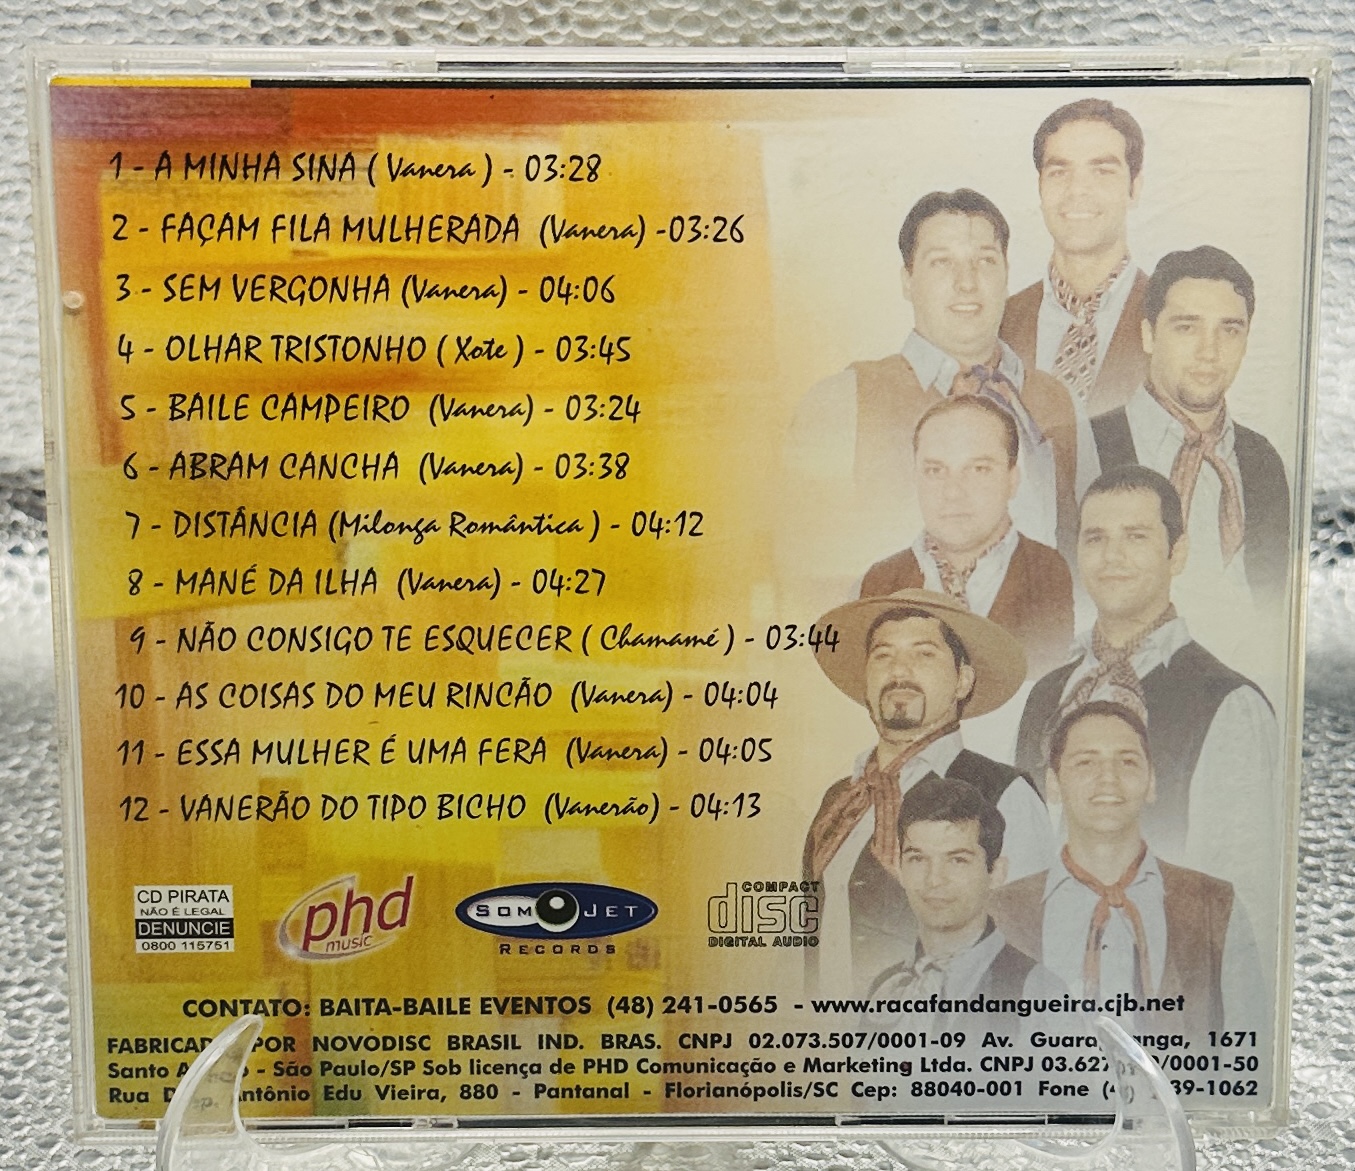 1 - A MINHA SINA ( Vanera ) - 03:28
2 - FAÇAM FILA MULHERADA (Vanera) -03:26
3 - SEM VERGONHA (Vanera) - 04:06
4 - OLHAR TRISTONHO ( Xote ) - 03:45
5 - BAILE CAMPEIRO (Vanera) - 03:24
6 - ABRAM CANCHA (Vanera) - 03:38
7 - DISTÂNCIA (Milonga Romântica ) - 04:12
8 - MANÉ DA ILHA (Vanera) - 04:27
9 - NÃO CONSIGO TE ESQUECER ( Chamamé ) - 03:44
10 - AS COISAS DO MEU RINCÃO (Vanera) - 04:04
11 - ESSA MULHER É UMA FERA (Vanera) - 04:05
12 - VANERÃO DO TIPO BICHO (Vanerão) - 04:13
CD PIRATA
NÃO É LEGAL
DENUNCIE
0800 115751
phd
music
SOM JET
RECORDS
COMPACT
disc
DIGITAL AUDIO
CONTATO: BAITA-BAILE EVENTOS (48) 241-0565 - www.racafandangueira.cjb.net
POR NOVODISC BRASIL IND. BRAS. CNPJ 02.073.507/0001-09 Av. 1671
Santo - São Paulo/SP Sob licença de PHD Comunicação e Marketing Ltda. CNPJ
Rua Antônio Edu Vieira, 880 - Pantanal - Florianópolis/SC Cep: 88040-001 Fone